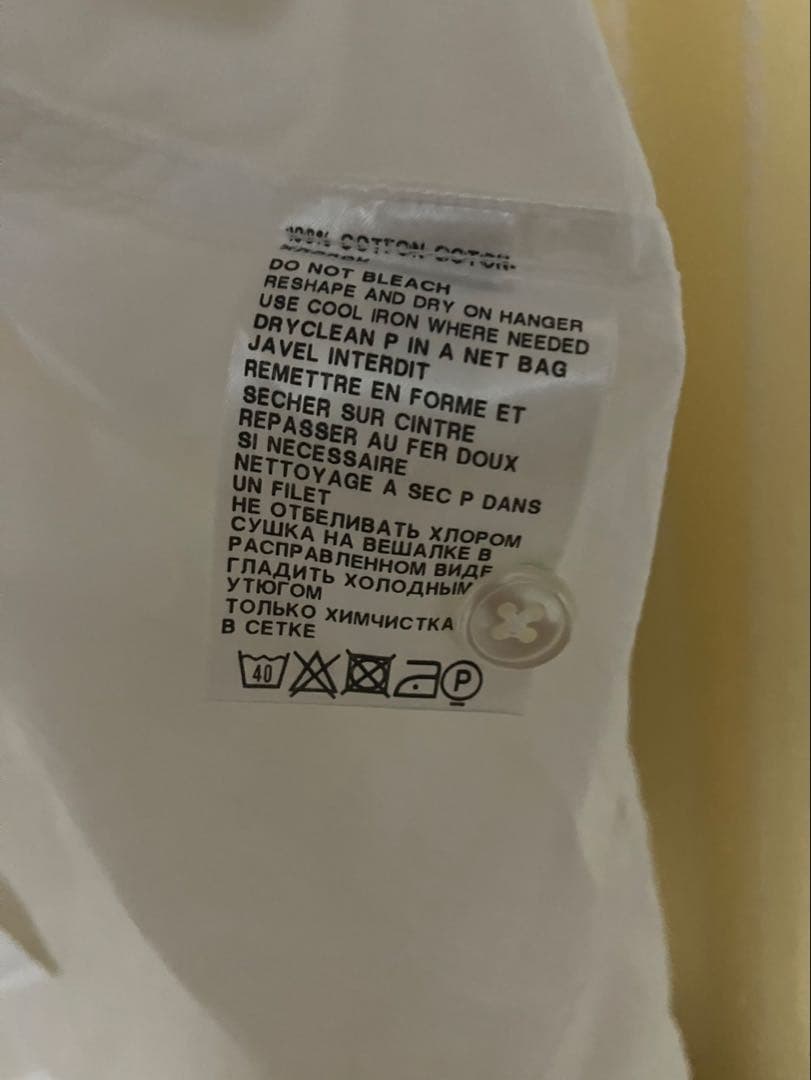 100% COTTON-COTON-
DO NOT BLEACH
RESHAPE AND DRY ON HANGER
USE COOL IRON WHERE NEEDED
DRYCLEAN P IN A NET BAG
JAVEL INTERDIT
REMETTRE EN FORME ET
SECHER SUR CINTRE
REPASSER AU FER DOUX
SI NECESSAIRE
NETTOYAGE A SEC P DANS
UN FILET
НЕ ОТБЕЛИВАТЬ ХЛОРОМ
СУШКА НА ВЕШАЛКЕ В
РАСПРАВЛЕННОМ ВИДЕ
ГЛАДИТЬ ХОЛОДНЫМ
УТЮГОМ
ТОЛЬКО ХИМЧИСТКА
В СЕТКЕ
40 P